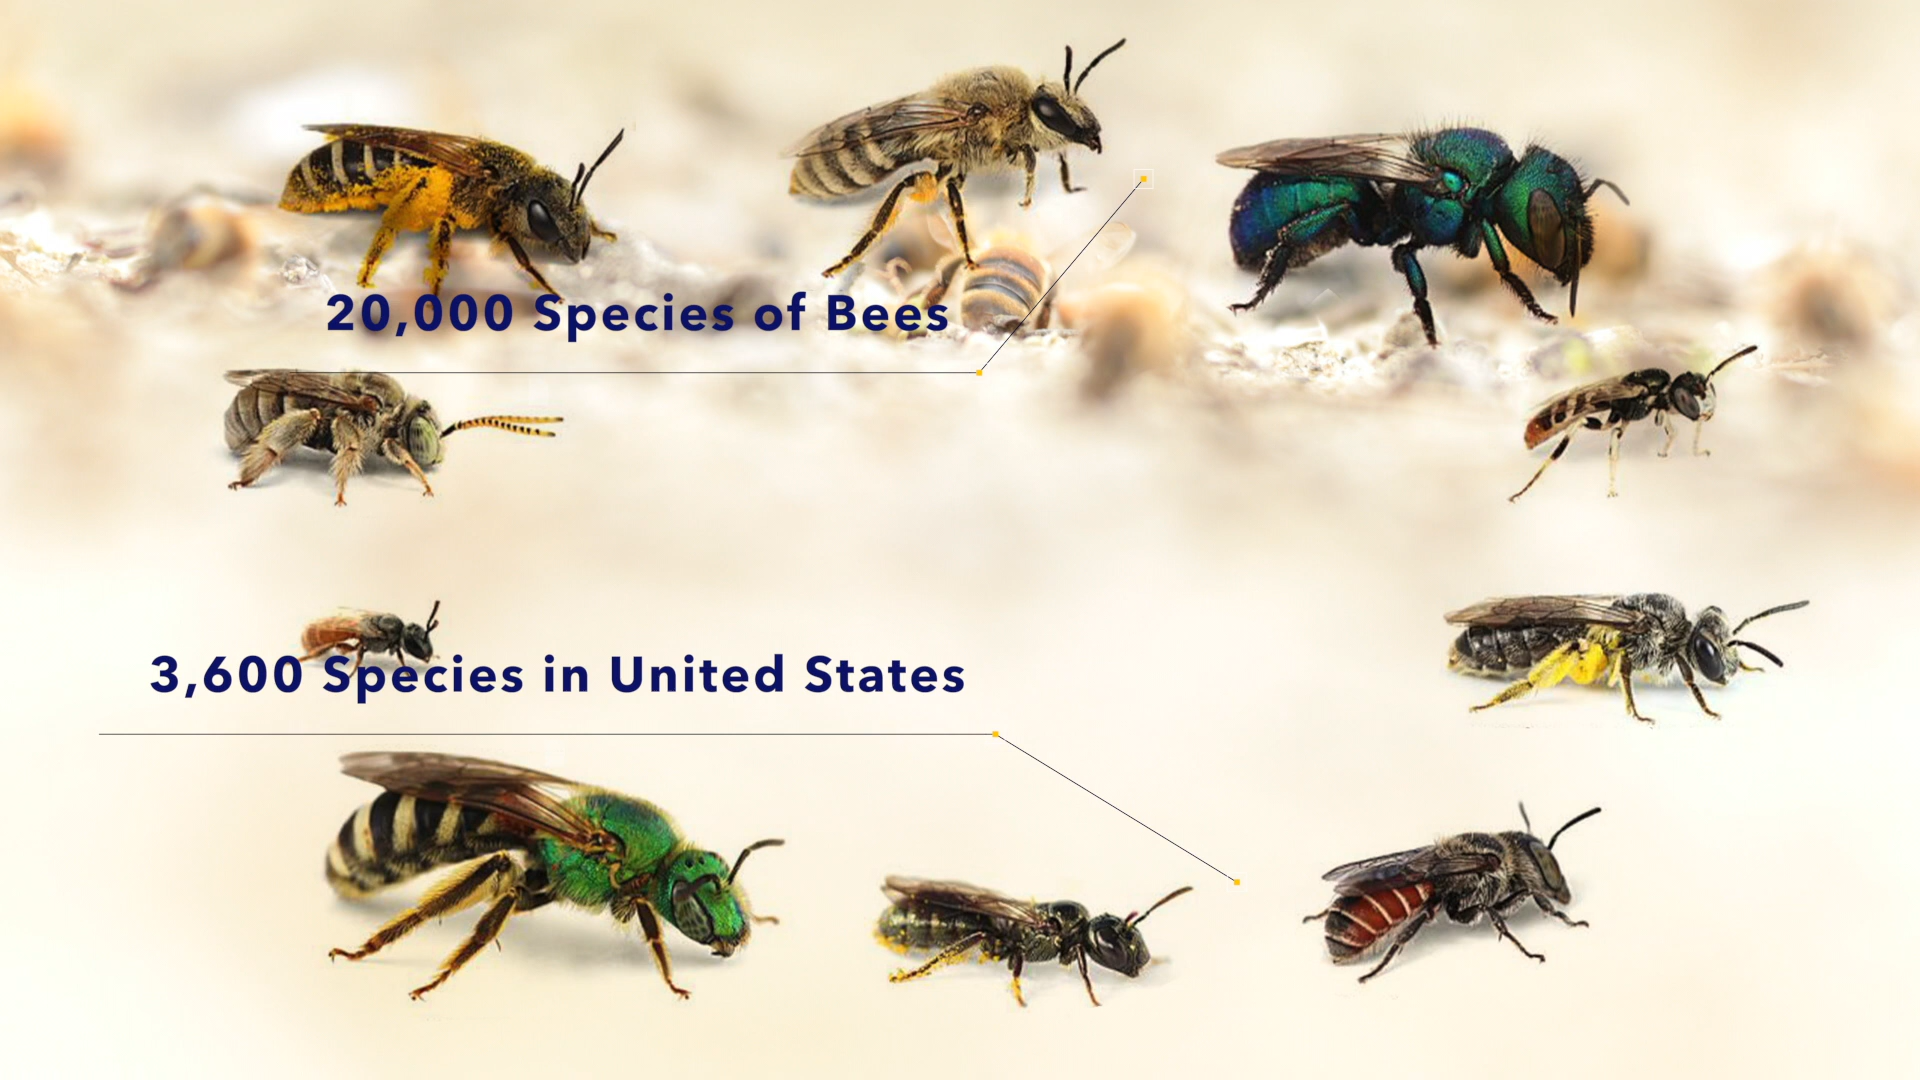 20,000 Species of Bees
3,600 Species in United States